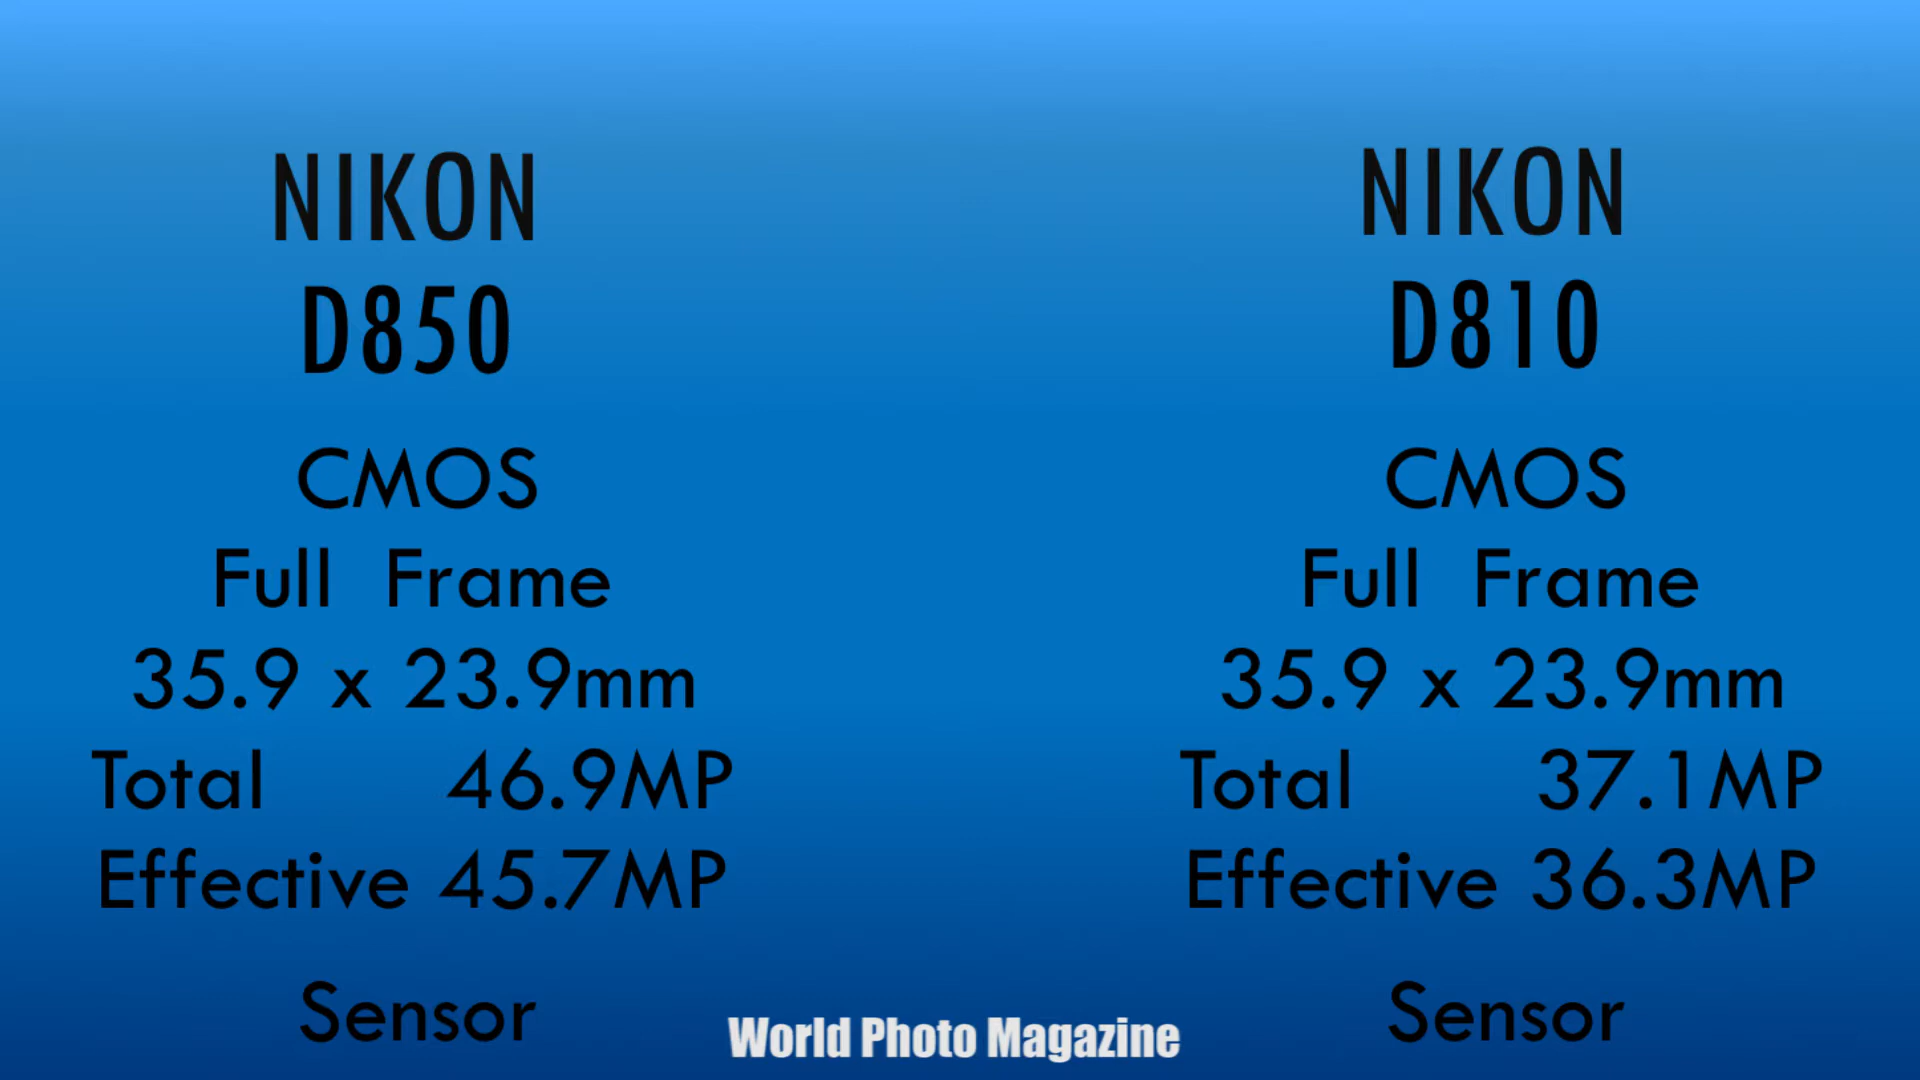 NIKON
D850
CMOS
Full Frame
35.9 x 23.9mm
Total 46.9MP
Effective 45.7MP
Sensor
NIKON
D810
CMOS
Full Frame
35.9 x 23.9mm
Total 37.1MP
Effective 36.3MP
Sensor
World Photo Magazine